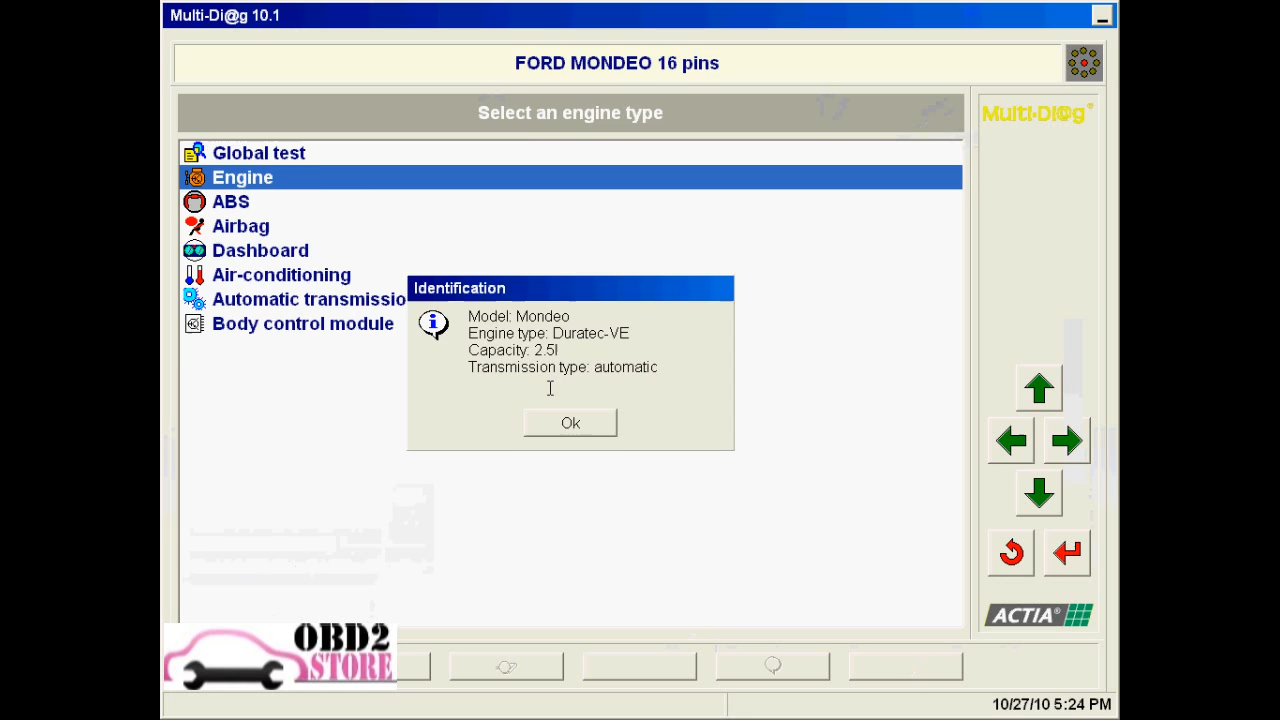 Multi-Di@g 10.1
FORD MONDEO 16 pins
Select an engine type
Multi-Di@g®
Global test
Engine
ABS
Airbag
Dashboard
Air-conditioning
Automatic transmissio
Body control module
Identification
Model: Mondeo
Engine type: Duratec-VE
Capacity: 2.5l
Transmission type: automatic
Ok
ACTIA®
OBD2
STORE
10/27/10 5:24 PM